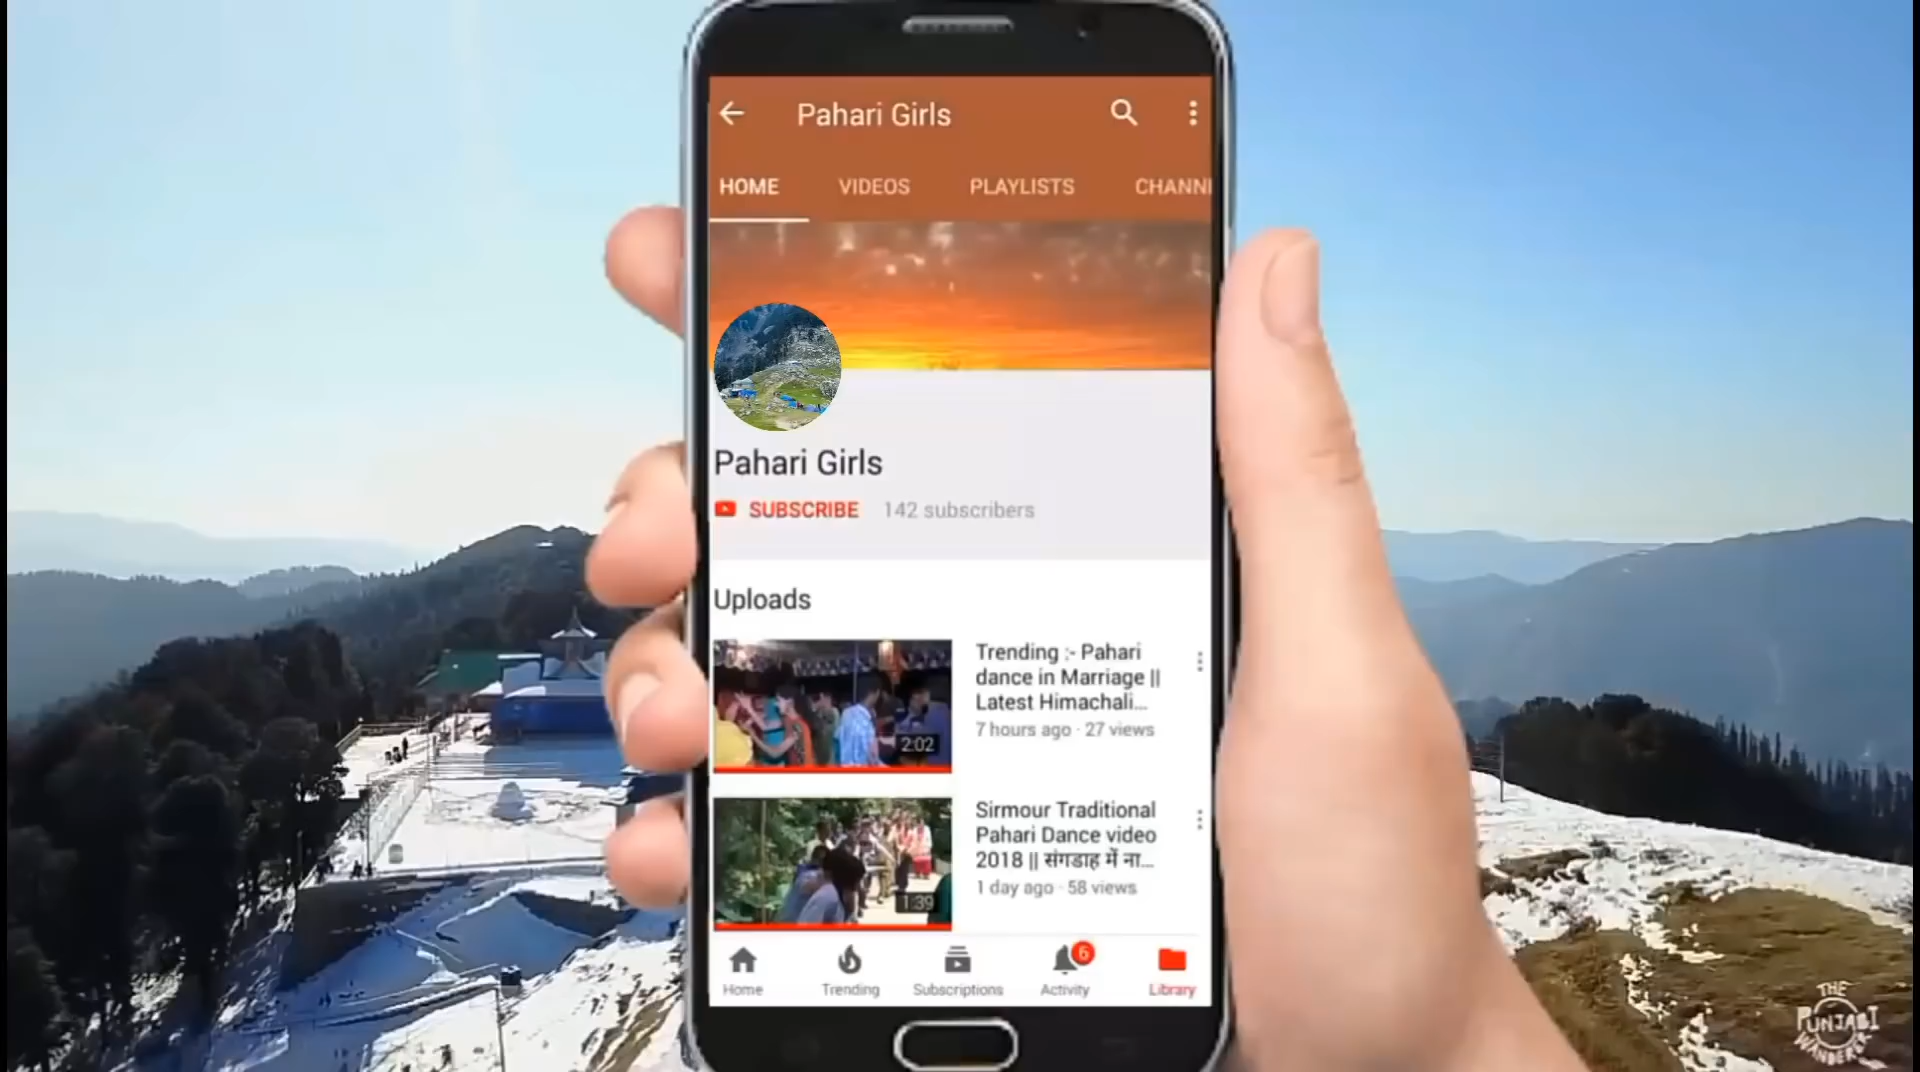 Pahari Girls
HOME VIDEOS PLAYLISTS CHANN
Pahari Girls
SUBSCRIBE 142 subscribers
Uploads
Trending :- Pahari
dance in Marriage ||
Latest Himachali...
7 hours ago · 27 views
2:02
Sirmour Traditional
Pahari Dance video
2018 || संगडाह में ना...
1 day ago · 58 views
1:39
6
Home Trending Subscriptions Activity Library
THE
PUNJABI
WANDERER